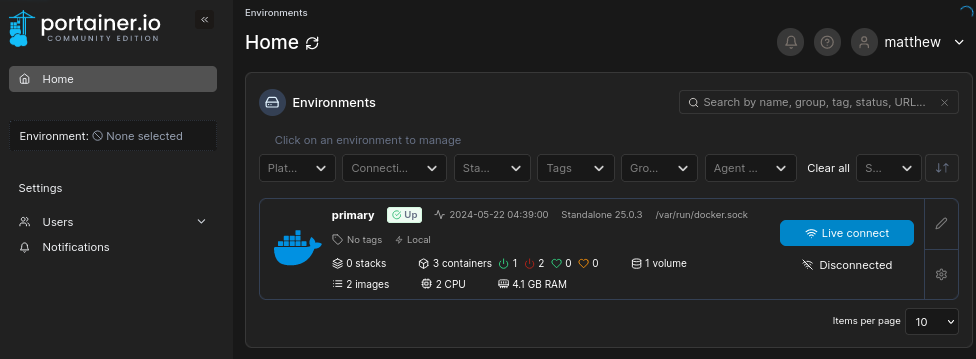 portainer.io
COMMUNITY EDITION
Home
Environment: None selected
Settings
Users
Notifications
Environments
Home
matthew
Environments
Search by name, group, tag, status, URL...
Click on an environment to manage
Plat... Connecti... Sta... Tags Gro... Agent ... Clear all S...
primary Up 2024-05-22 04:39:00 Standalone 25.0.3 /var/run/docker.sock
No tags Local
0 stacks 3 containers 1 2 0 0 1 volume
2 images 2 CPU 4.1 GB RAM
Live connect
Disconnected
Items per page 10